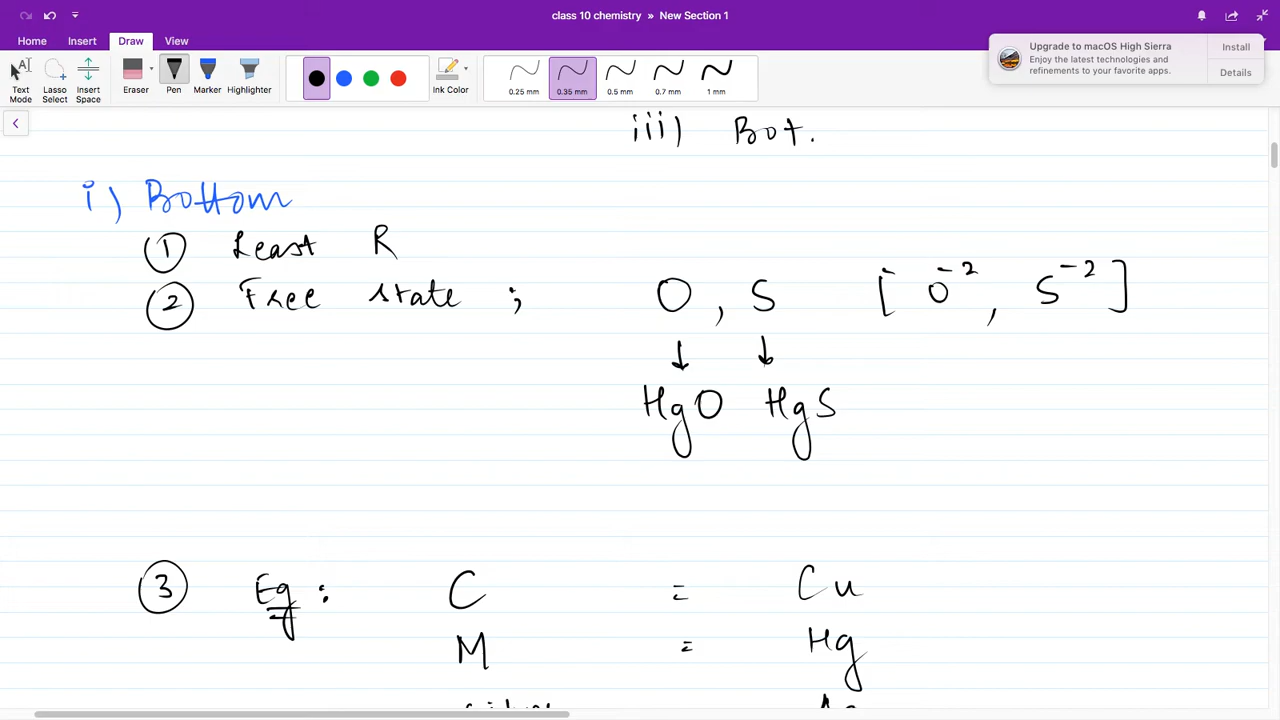 class 10 chemistry » New Section 1
Home Insert Draw View
Upgrade to macOS High Sierra
Enjoy the latest technologies and
refinements to your favorite apps.
Install
Details
Text Mode
Lasso Select
Insert Space
Eraser
Pen
Marker
Highlighter
Ink Color
0.25 mm
0.35 mm
0.5 mm
0.7 mm
1 mm
iii) Bot.
i) Bottom
① Least R
② Free state ; O , S [ O⁻² , S⁻² ]
↓ ↓
HgO HgS
③ Eg : C = Cu
M = Hg